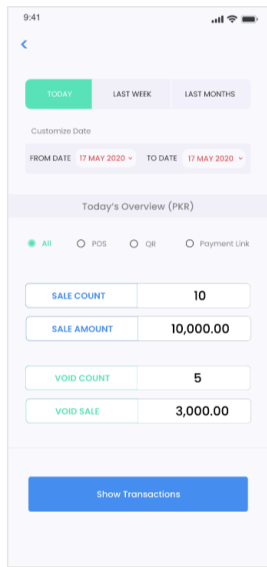 9:41
TODAY LAST WEEK LAST MONTHS
Customize Date
FROM DATE 17 MAY 2020 TO DATE 17 MAY 2020
Today's Overview (PKR)
All POS QR Payment Link
SALE COUNT 10
SALE AMOUNT 10,000.00
VOID COUNT 5
VOID SALE 3,000.00
Show Transactions